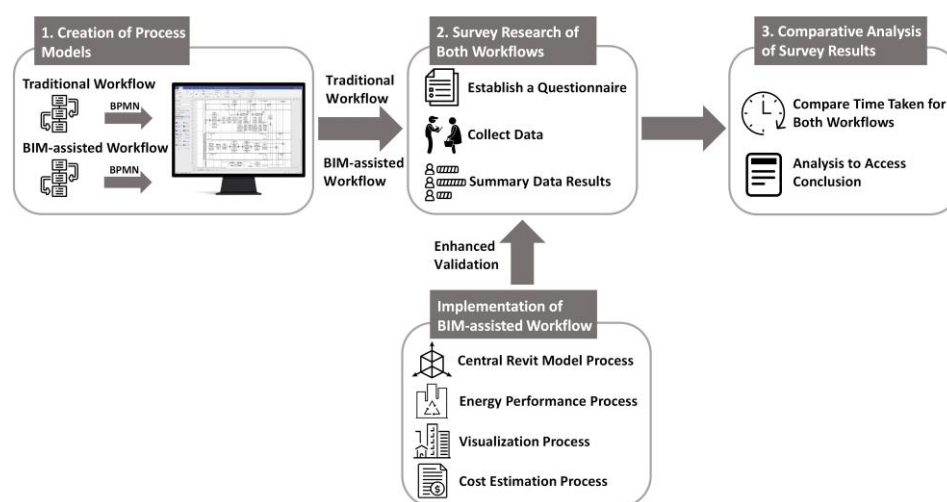 1. Creation of Process
Models
Traditional Workflow
BPMN
BIM-assisted Workflow
BPMN
Traditional
Workflow
BIM-assisted
Workflow
2. Survey Research of
Both Workflows
Establish a Questionnaire
Collect Data
Summary Data Results
3. Comparative Analysis
of Survey Results
Compare Time Taken for
Both Workflows
Analysis to Access
Conclusion
Enhanced
Validation
Implementation of
BIM-assisted Workflow
Central Revit Model Process
Energy Performance Process
Visualization Process
Cost Estimation Process